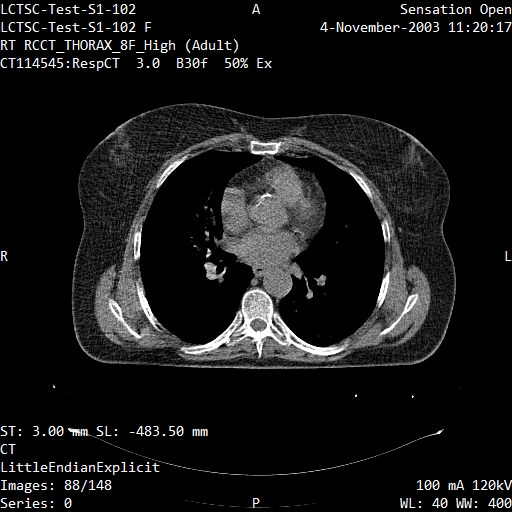 LCTSC-Test-S1-102
A
Sensation Open
LCTSC-Test-S1-102 F
4-November-2003 11:20:17
RT RCCT_THORAX_8F_High (Adult)
CT114545:RespCT 3.0 B30f 50% Ex
R
L
ST: 3.00 mm SL: -483.50 mm
CT
LittleEndianExplicit
Images: 88/148
100 mA 120kV
Series: 0
P
WL: 40 WW: 400